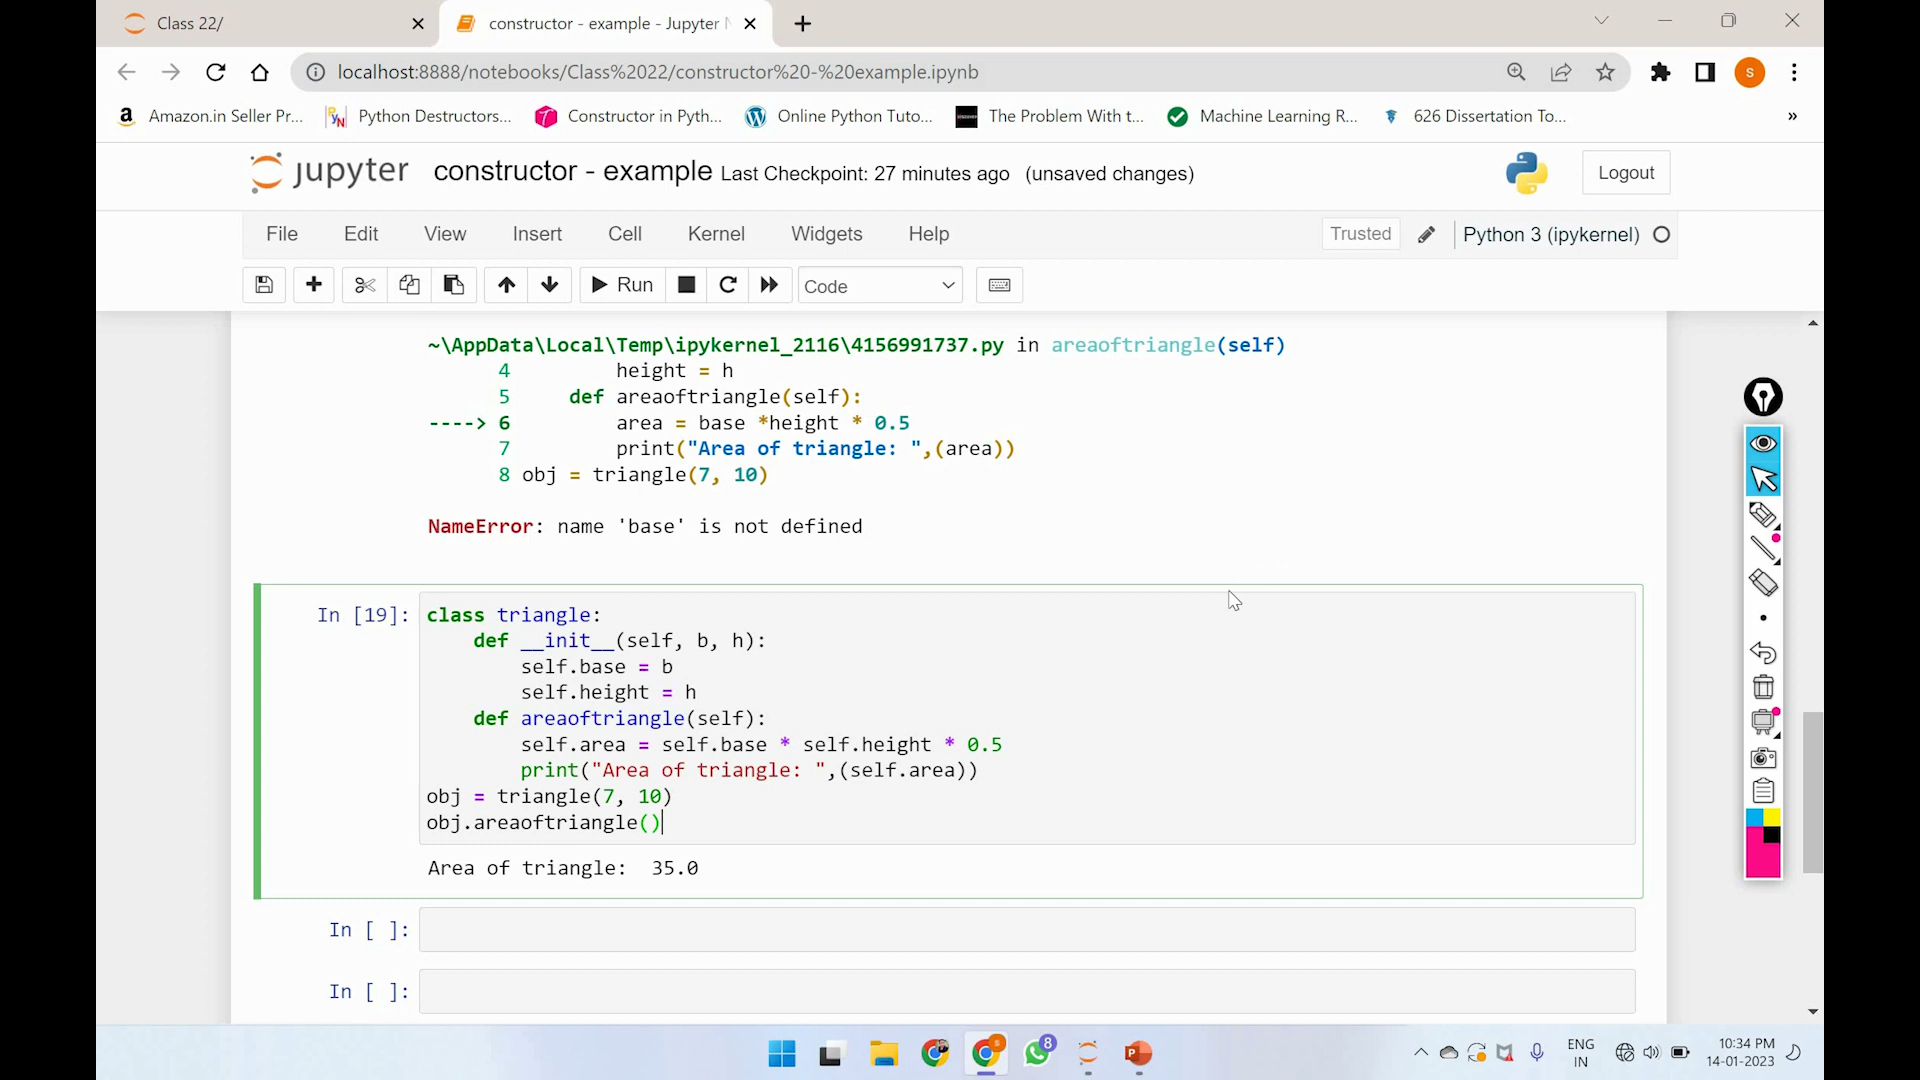 Class 22/
constructor - example - Jupyter N
localhost:8888/notebooks/Class%2022/constructor%20-%20example.ipynb
s
Amazon.in Seller Pr... Python Destructors... Constructor in Pyth... Online Python Tuto... The Problem With t... Machine Learning R... 626 Dissertation To... »
jupyter constructor - example Last Checkpoint: 27 minutes ago (unsaved changes)
Logout
File Edit View Insert Cell Kernel Widgets Help
Trusted Python 3 (ipykernel)
Run Code
~\AppData\Local\Temp\ipykernel_2116\4156991737.py in areaoftriangle(self)
4 height = h
5 def areaoftriangle(self):
----> 6 area = base *height * 0.5
7 print("Area of triangle: ",(area))
8 obj = triangle(7, 10)
NameError: name 'base' is not defined
In [19]: class triangle:
def __init__(self, b, h):
self.base = b
self.height = h
def areaoftriangle(self):
self.area = self.base * self.height * 0.5
print("Area of triangle: ",(self.area))
obj = triangle(7, 10)
obj.areaoftriangle()
Area of triangle: 35.0
In [ ]:
In [ ]:
8
ENG
IN
10:34 PM
14-01-2023